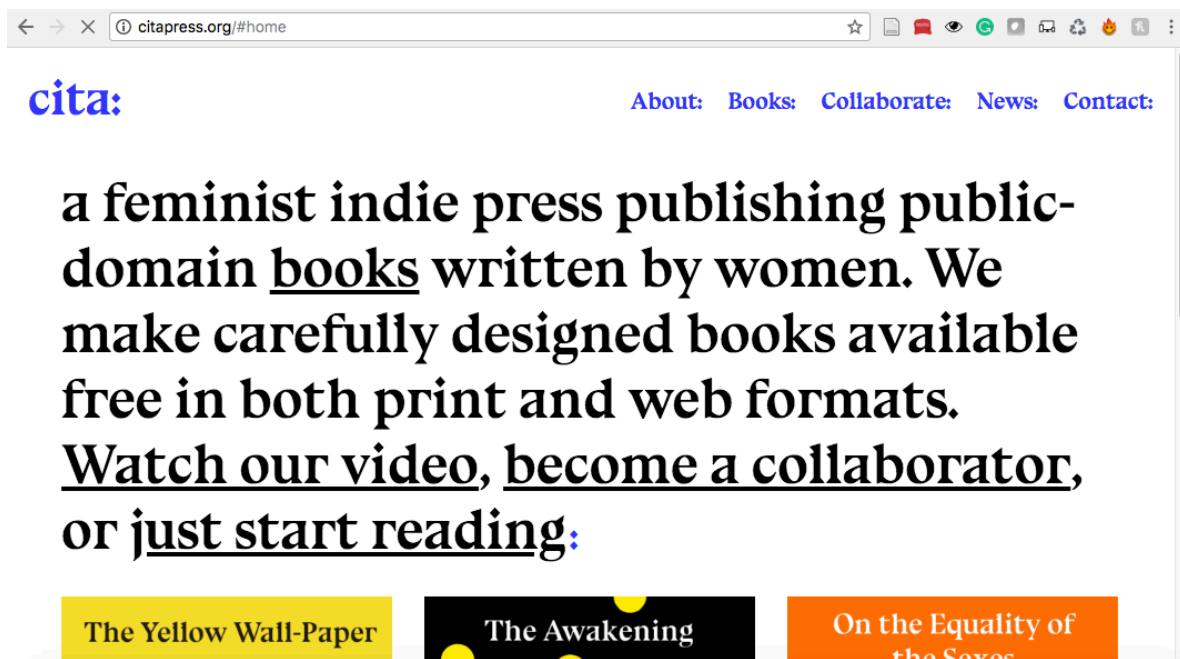 citapress.org/#home
cita:
About: Books: Collaborate: News: Contact:
a feminist indie press publishing public-
domain books written by women. We
make carefully designed books available
free in both print and web formats.
Watch our video, become a collaborator,
or just start reading:
The Yellow Wall-Paper
The Awakening
On the Equality of
the Sexes